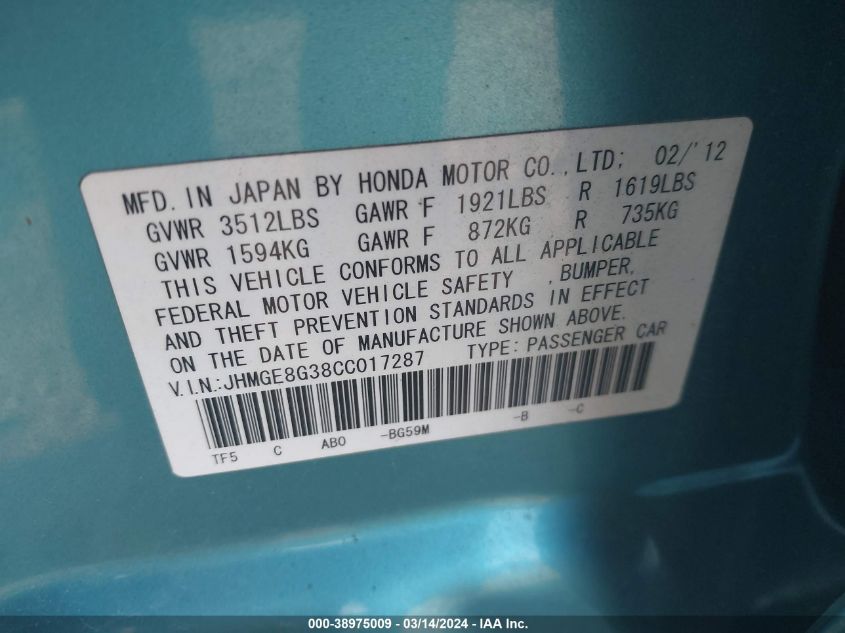 MFD. IN JAPAN BY HONDA MOTOR CO.,LTD; 02/'12
GVWR 3512LBS GAWR F 1921LBS R 1619LBS
GVWR 1594KG GAWR F 872KG R 735KG
THIS VEHICLE CONFORMS TO ALL APPLICABLE
FEDERAL MOTOR VEHICLE SAFETY , BUMPER,
AND THEFT PREVENTION STANDARDS IN EFFECT
ON THE DATE OF MANUFACTURE SHOWN ABOVE.
V.I.N.:JHMGE8G38CC017287 TYPE: PASSENGER CAR
TF5 C AB0 -BG59M -B -C
000-38975009 - 03/14/2024 - IAA Inc.